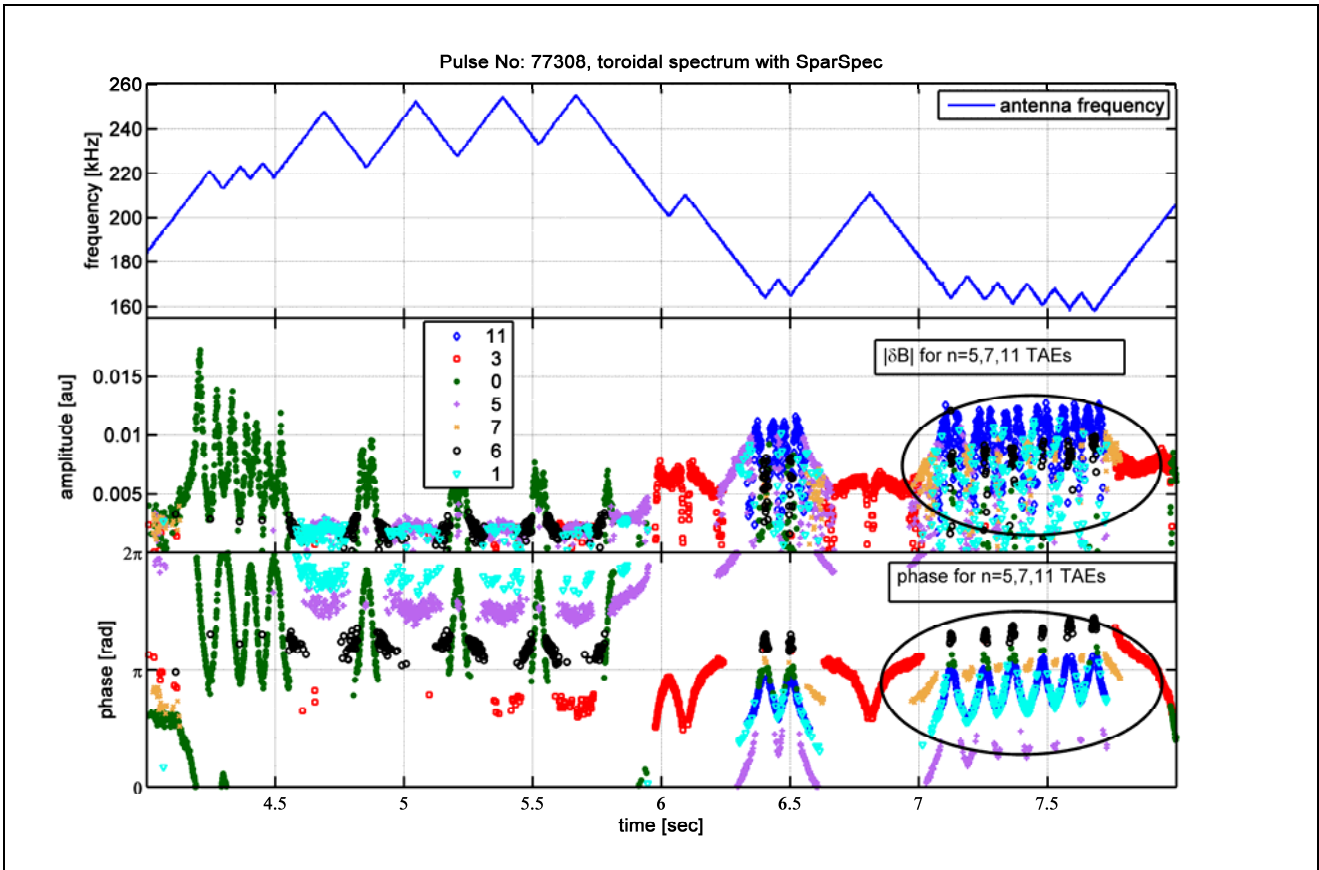 Pulse No: 77308, toroidal spectrum with SparSpec
260
240
220
200
180
160
frequency [kHz]
antenna frequency
0.015
0.01
0.005
amplitude [au]
11
3
0
5
7
6
1
|δB| for n=5,7,11 TAEs
2π
π
0
phase [rad]
phase for n=5,7,11 TAEs
4.5 5 5.5 6 6.5 7 7.5
time [sec]